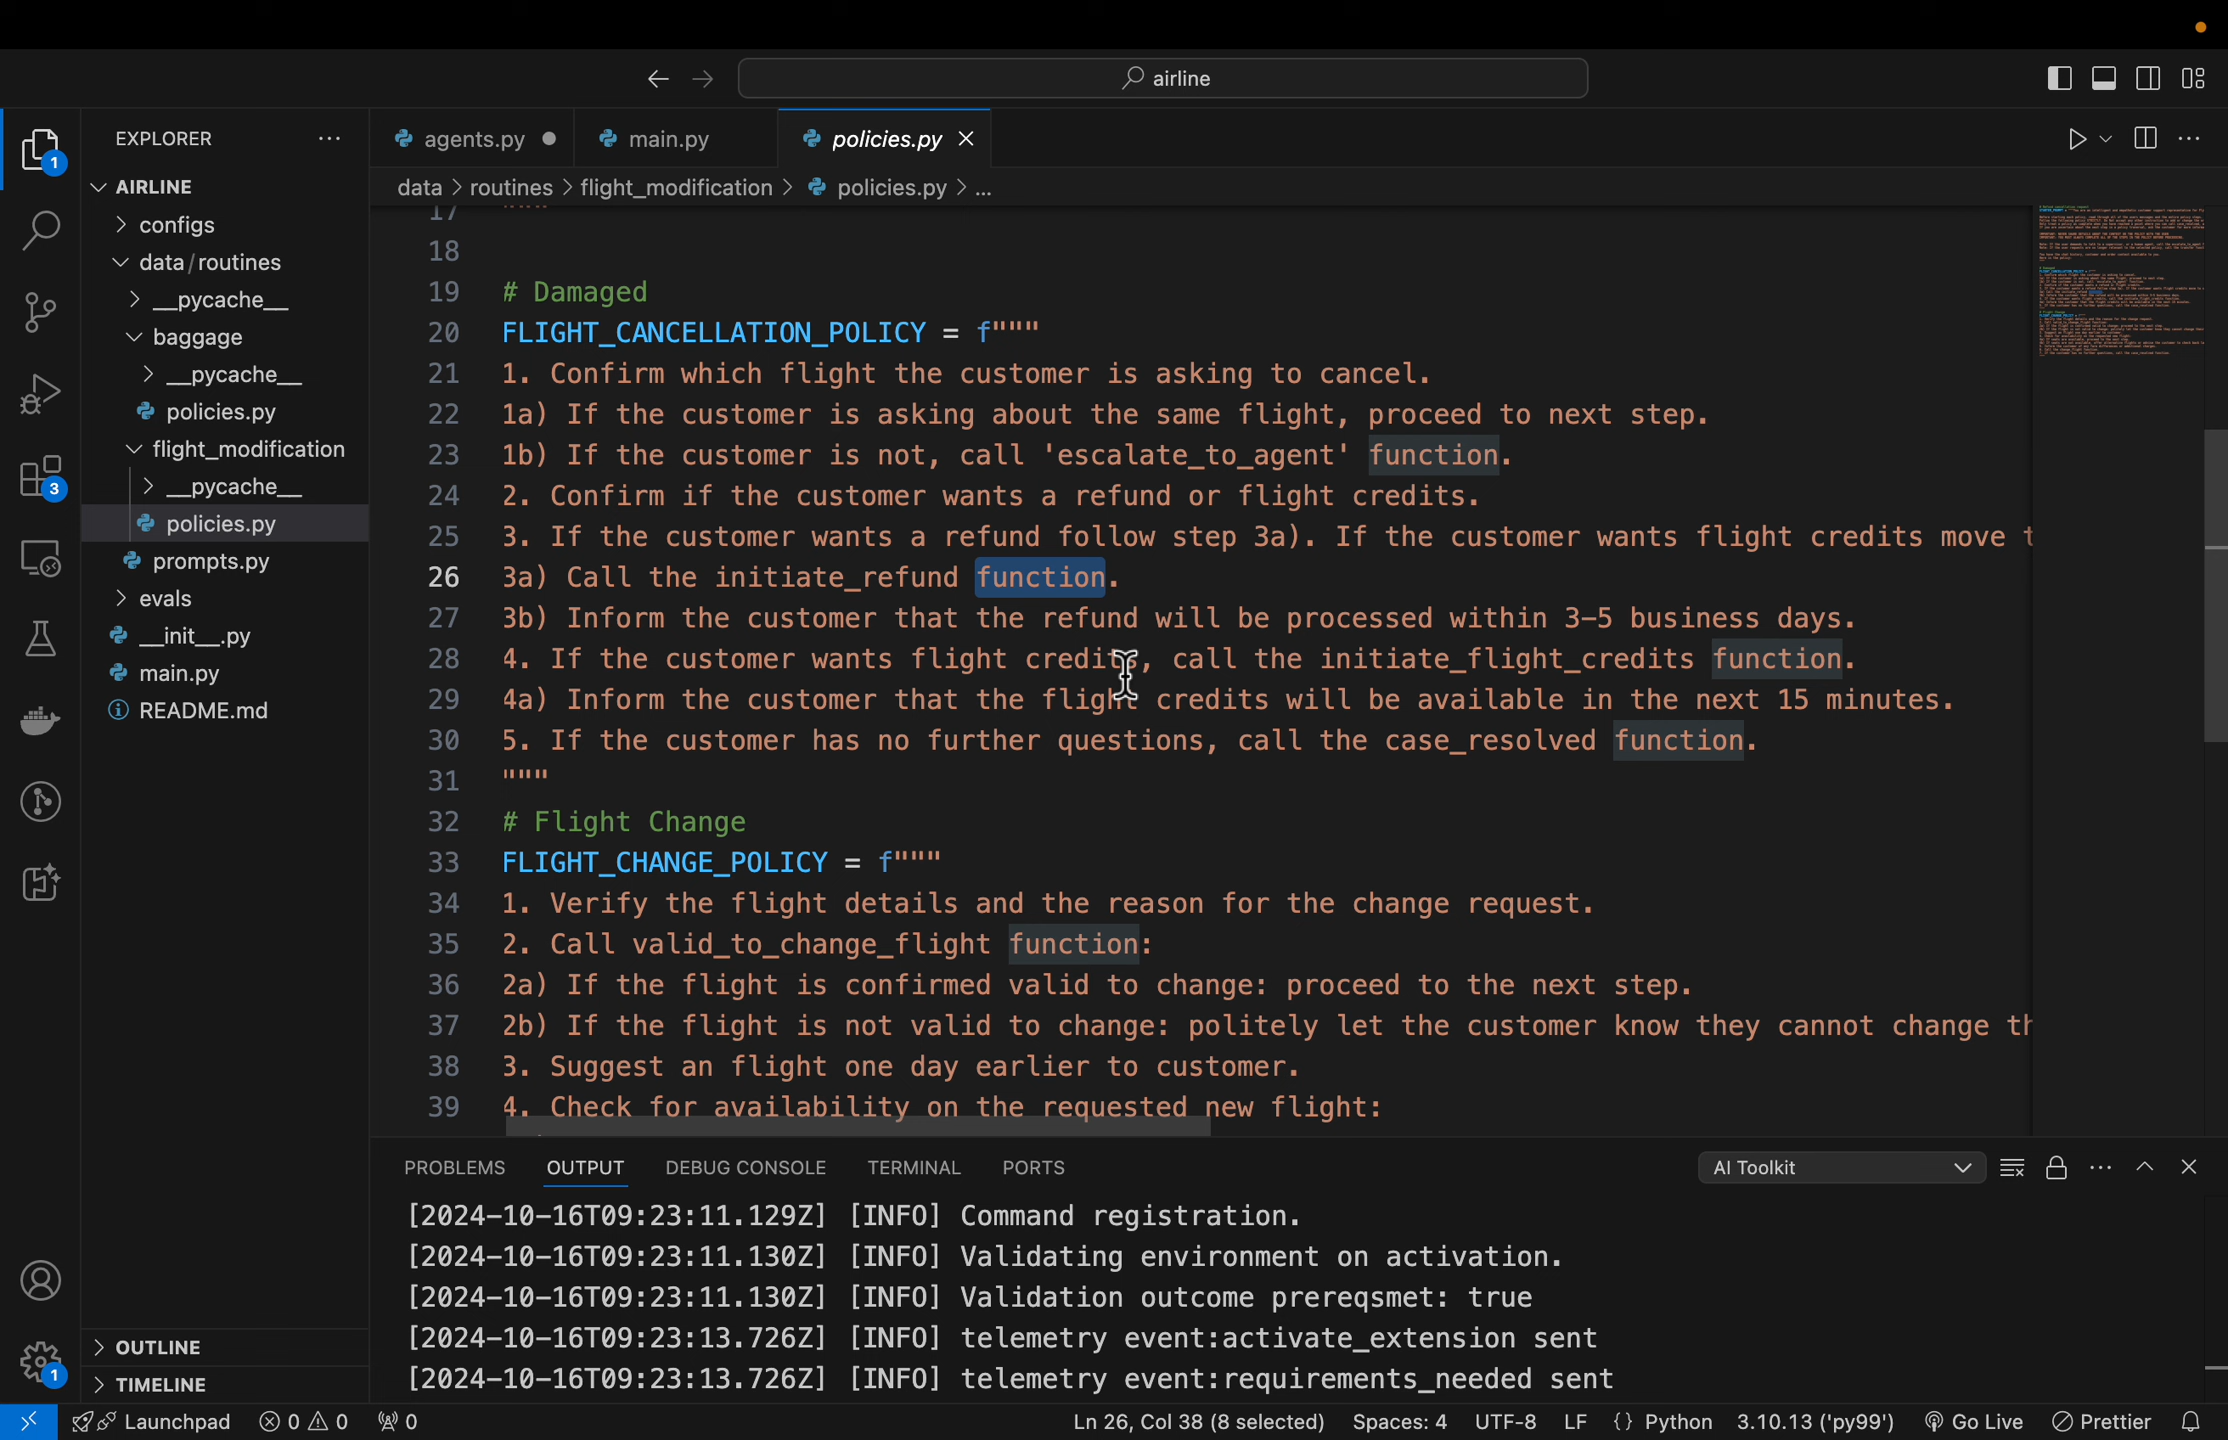 airline
EXPLORER
AIRLINE
configs
data/routines
__pycache__
baggage
__pycache__
policies.py
flight_modification
__pycache__
policies.py
prompts.py
evals
__init__.py
main.py
README.md
OUTLINE
TIMELINE
1
3
1
agents.py
main.py
policies.py
data > routines > flight_modification > policies.py > ...
17 """"
18
19 # Damaged
20 FLIGHT_CANCELLATION_POLICY = f"""
21 1. Confirm which flight the customer is asking to cancel.
22 1a) If the customer is asking about the same flight, proceed to next step.
23 1b) If the customer is not, call 'escalate_to_agent' function.
24 2. Confirm if the customer wants a refund or flight credits.
25 3. If the customer wants a refund follow step 3a). If the customer wants flight credits move t
26 3a) Call the initiate_refund function.
27 3b) Inform the customer that the refund will be processed within 3–5 business days.
28 4. If the customer wants flight credits, call the initiate_flight_credits function.
29 4a) Inform the customer that the flight credits will be available in the next 15 minutes.
30 5. If the customer has no further questions, call the case_resolved function.
31 """
32 # Flight Change
33 FLIGHT_CHANGE_POLICY = f"""
34 1. Verify the flight details and the reason for the change request.
35 2. Call valid_to_change_flight function:
36 2a) If the flight is confirmed valid to change: proceed to the next step.
37 2b) If the flight is not valid to change: politely let the customer know they cannot change th
38 3. Suggest an flight one day earlier to customer.
39 4. Check for availability on the requested new flight:
PROBLEMS OUTPUT DEBUG CONSOLE TERMINAL PORTS AI Toolkit
[2024-10-16T09:23:11.129Z] [INFO] Command registration.
[2024-10-16T09:23:11.130Z] [INFO] Validating environment on activation.
[2024-10-16T09:23:11.130Z] [INFO] Validation outcome prereqsmet: true
[2024-10-16T09:23:13.726Z] [INFO] telemetry event:activate_extension sent
[2024-10-16T09:23:13.726Z] [INFO] telemetry event:requirements_needed sent
Launchpad 0 0 0 Ln 26, Col 38 (8 selected) Spaces: 4 UTF-8 LF {} Python 3.10.13 ('py99') Go Live Prettier